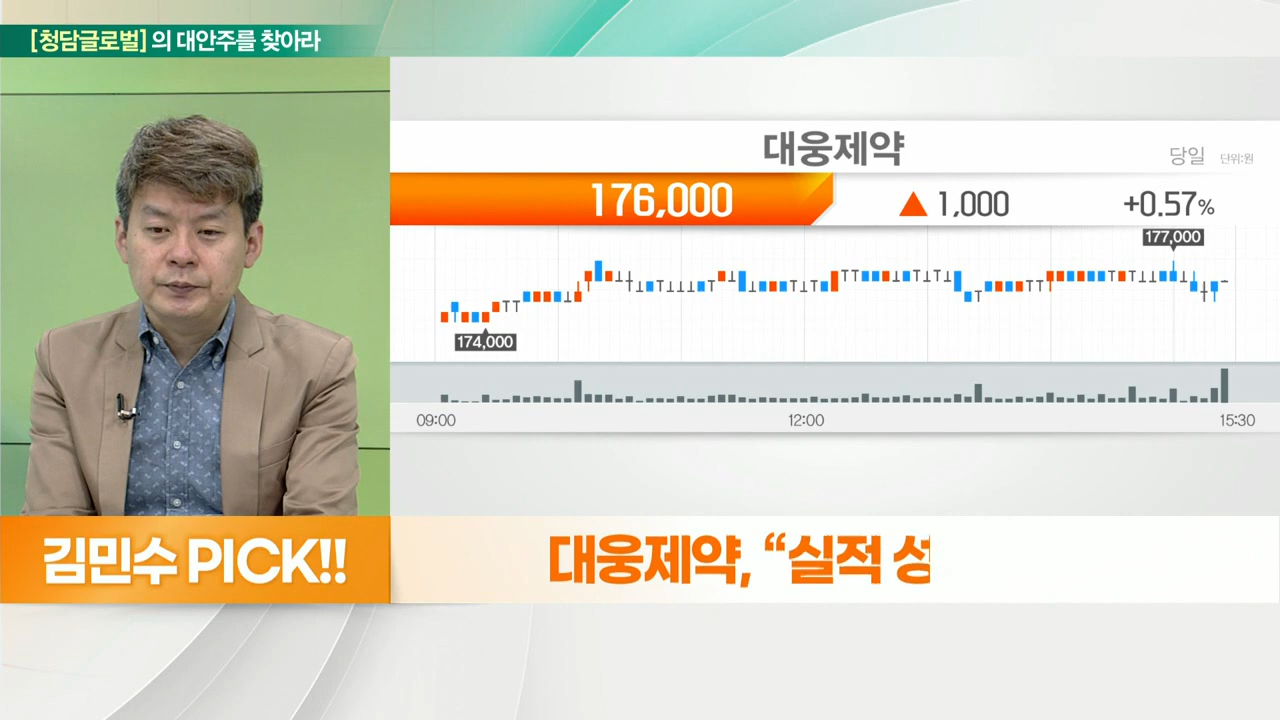 [청담글로벌]의 대안주를 찾아라
대웅제약
당일 단위:원
176,000 ▲ 1,000 +0.57%
177,000
174,000
09:00 12:00 15:30
김민수 PICK!!
대웅제약, “실적